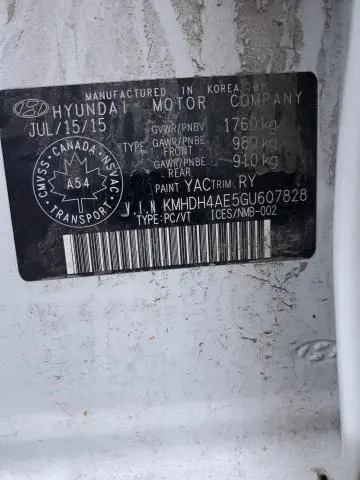 MANUFACTURED IN KOREA BY
HYUNDAI MOTOR COMPANY
JUL/15/15 GVWR/PNBV 1760 kg
TYPE GAWR/PNBE -FRONT 989 kg
GAWR/PNBE -REAR 910 kg
PAINT YAC TRIM RY
CANADA
CMVSS NSVAC
A54
TRANSPORT
V.I.N KMHDH4AE5GU607828
TYPE:PC/VT ICES/NMB-002